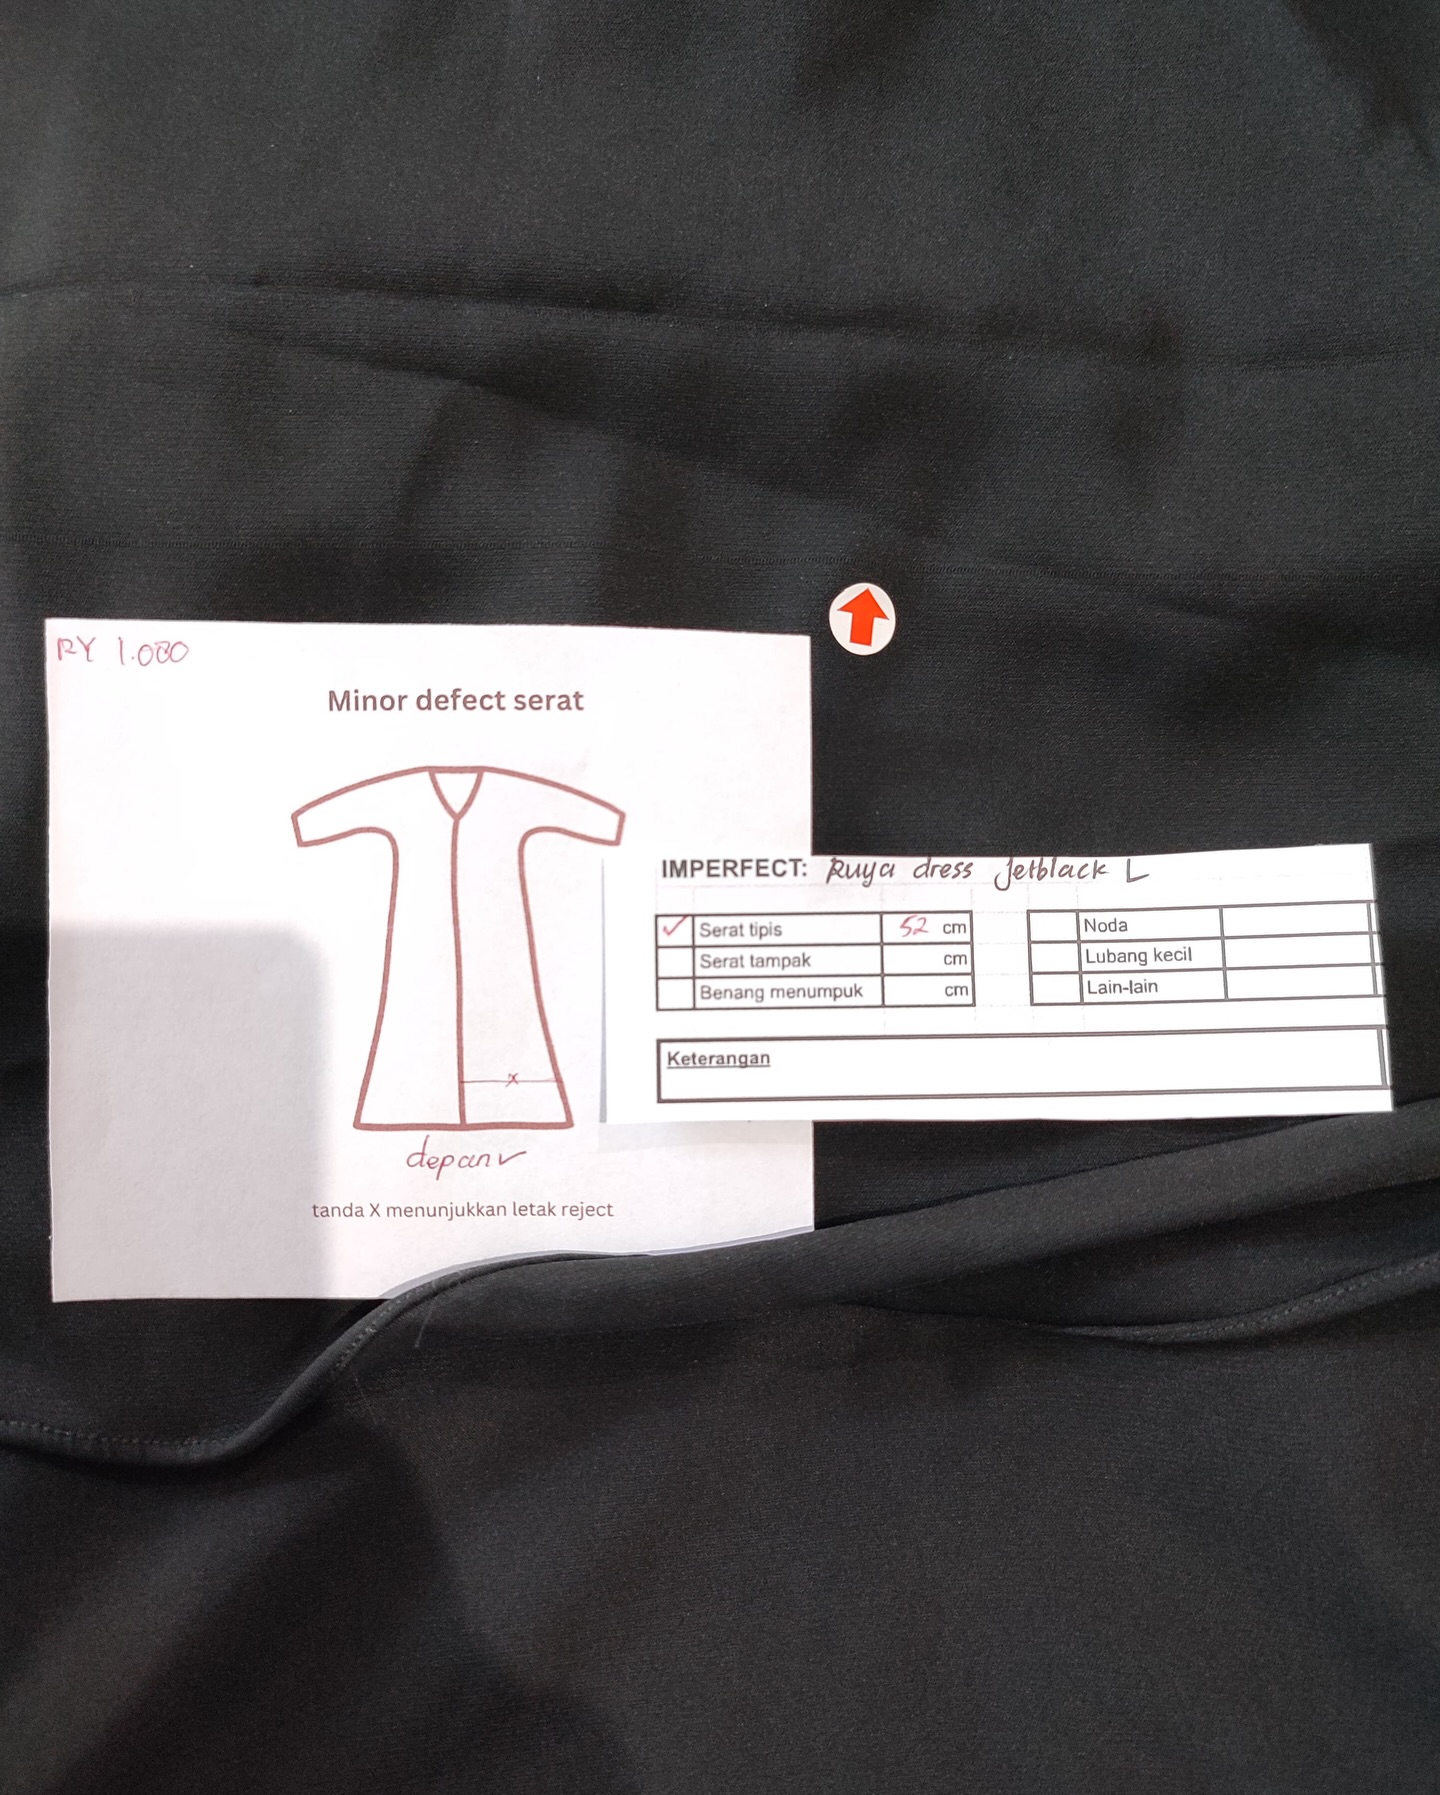 RY 1.080
Minor defect serat
depan
tanda X menunjukkan letak reject
IMPERFECT: Ruya dress Jetblack L
Serat tipis 52 cm
Serat tampak cm
Benang menumpuk cm
Noda
Lubang kecil
Lain-lain
Keterangan